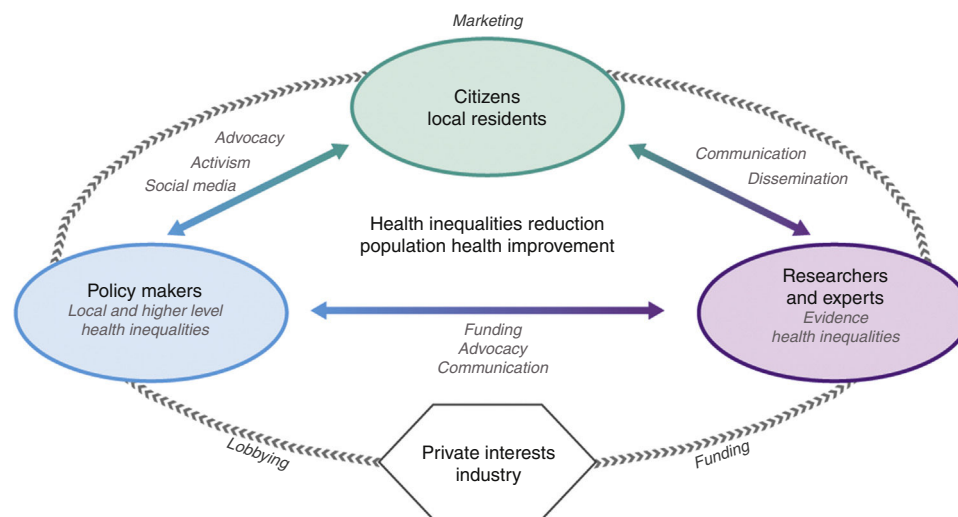 Marketing
Citizens
local residents
Advocacy
Activism
Social media
Communication
Dissemination
Health inequalities reduction
population health improvement
Policy makers
Local and higher level
health inequalities
Researchers
and experts
Evidence
health inequalities
Funding
Advocacy
Communication
Lobbying
Private interests
industry
Funding